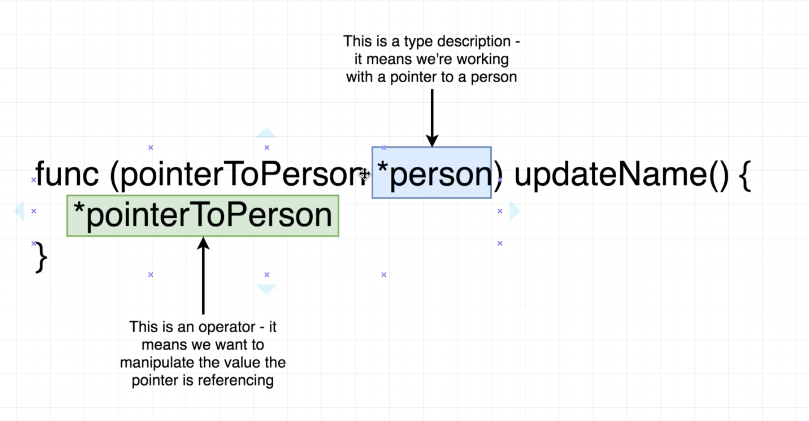 This is a type description -
it means we're working
with a pointer to a person
func (pointerToPerson *person) updateName() {
*pointerToPerson
}
This is an operator - it
means we want to
manipulate the value the
pointer is referencing